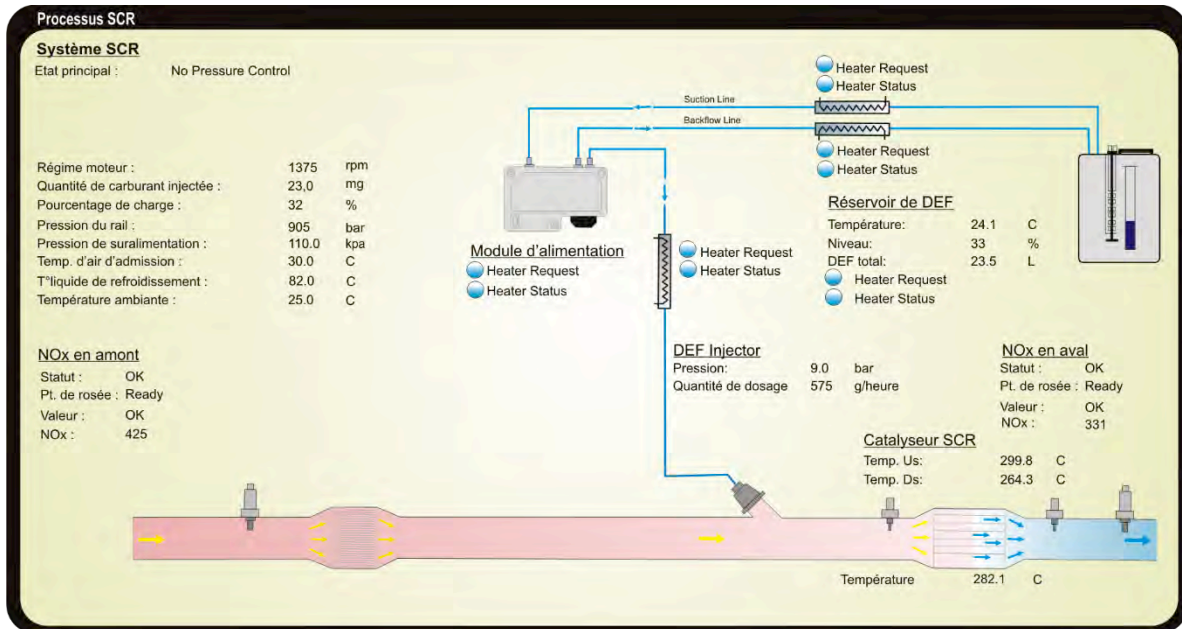 Processus SCR
Système SCR
Etat principal : No Pressure Control
Heater Request
Heater Status
Suction Line
Backflow Line
Heater Request
Heater Status
Régime moteur : 1375 rpm
Quantité de carburant injectée : 23,0 mg
Pourcentage de charge : 32 %
Pression du rail : 905 bar
Pression de suralimentation : 110.0 kpa
Temp. d'air d'admission : 30.0 C
T°liquide de refroidissement : 82.0 C
Température ambiante : 25.0 C
Module d'alimentation
Heater Request
Heater Status
Heater Request
Heater Status
Réservoir de DEF
Température: 24.1 C
Niveau: 33 %
DEF total: 23.5 L
Heater Request
Heater Status
NOx en amont
Statut : OK
Pt. de rosée : Ready
Valeur : OK
NOx : 425
DEF Injector
Pression: 9.0 bar
Quantité de dosage 575 g/heure
NOx en aval
Statut : OK
Pt. de rosée : Ready
Valeur : OK
NOx : 331
Catalyseur SCR
Temp. Us: 299.8 C
Temp. Ds: 264.3 C
Température 282.1 C